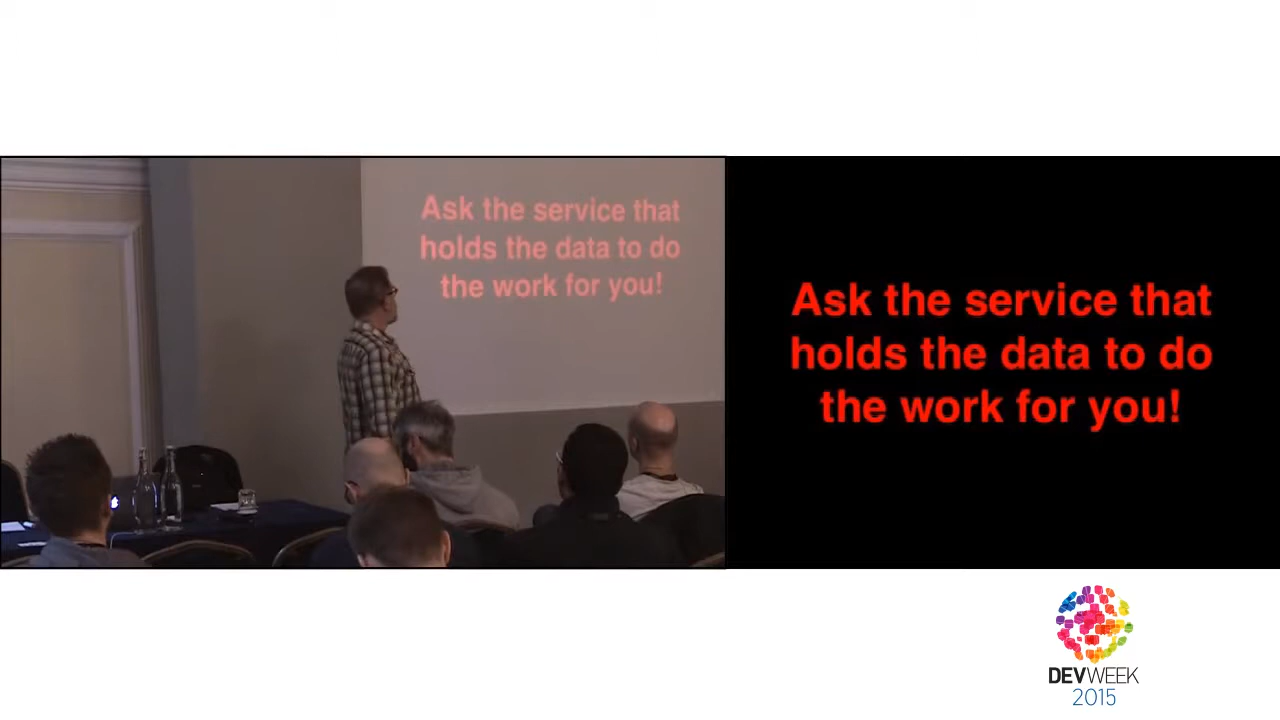 Ask the service that
holds the data to do
the work for you!
Ask the service that
holds the data to do
the work for you!
DEVWEEK
2015